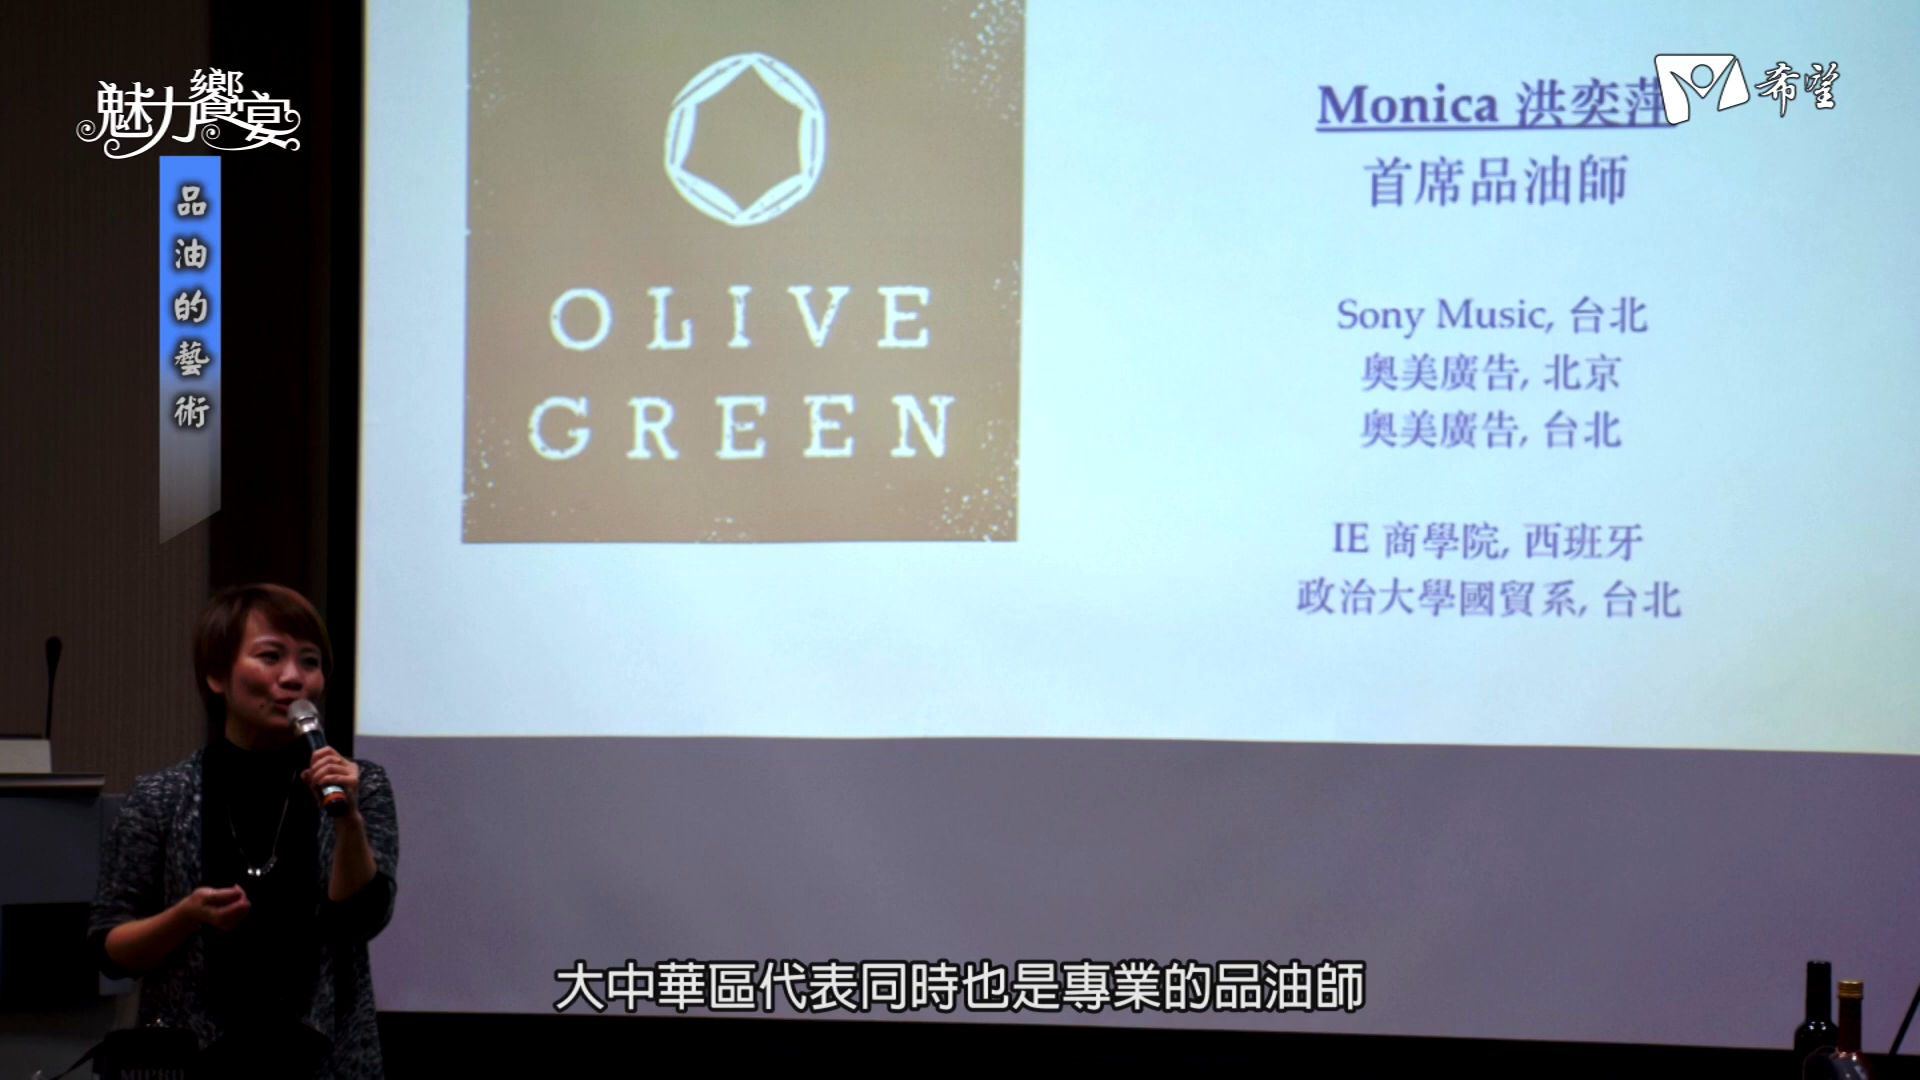 魅力饗宴
品油的藝術
希望
OLIVE
GREEN
Monica 洪奕萍
首席品油師
Sony Music, 台北
奧美廣告, 北京
奧美廣告, 台北
IE 商學院, 西班牙
政治大學國貿系, 台北
MIPRO
大中華區代表同時也是專業的品油師